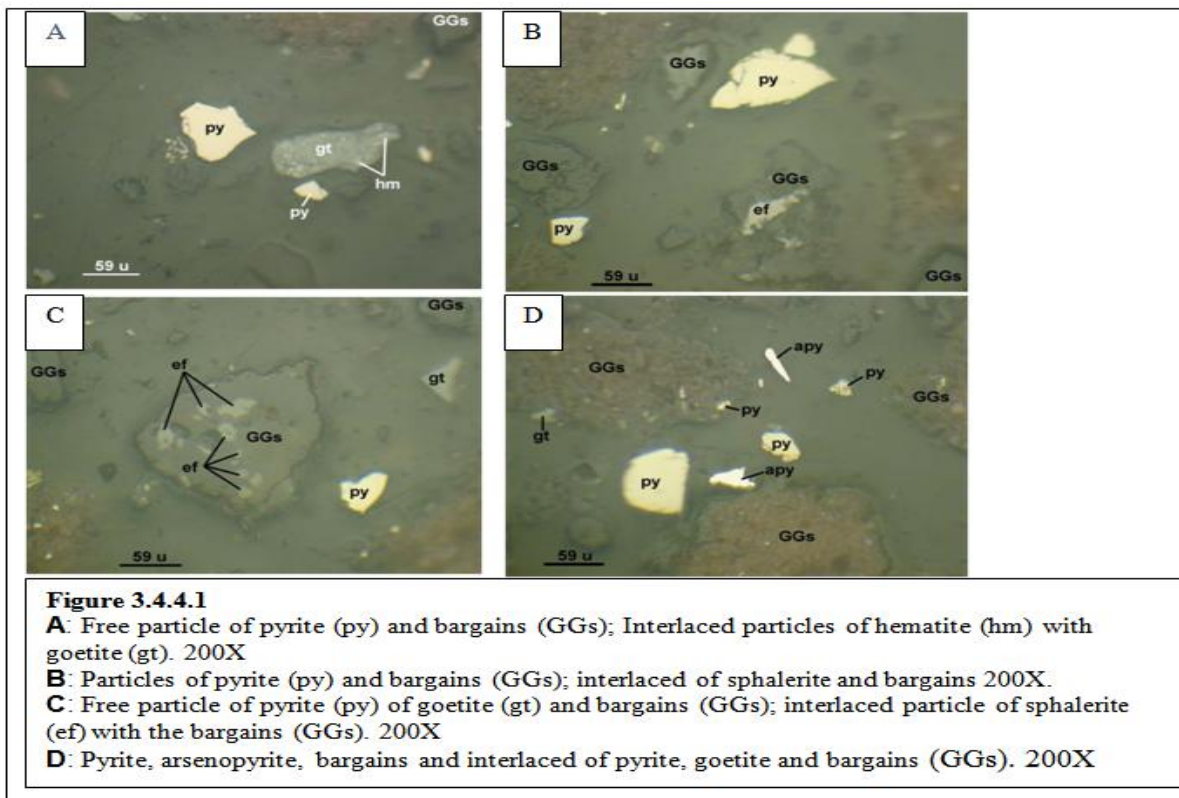 A
GGs
py
gt
hm
py
59 u
B
GGs
py
GGs
GGs
ef
py
GGs
59 u
C
GGs
GGs
ef
gt
GGs
ef
py
59 u
D
apy
GGs
py
GGs
py
gt
py
apy
py
GGs
59 u
Figure 3.4.4.1
A: Free particle of pyrite (py) and bargains (GGs); Interlaced particles of hematite (hm) with
goetite (gt). 200X
B: Particles of pyrite (py) and bargains (GGs); interlaced of sphalerite and bargains 200X.
C: Free particle of pyrite (py) of goetite (gt) and bargains (GGs); interlaced particle of sphalerite
(ef) with the bargains (GGs). 200X
D: Pyrite, arsenopyrite, bargains and interlaced of pyrite, goetite and bargains (GGs). 200X